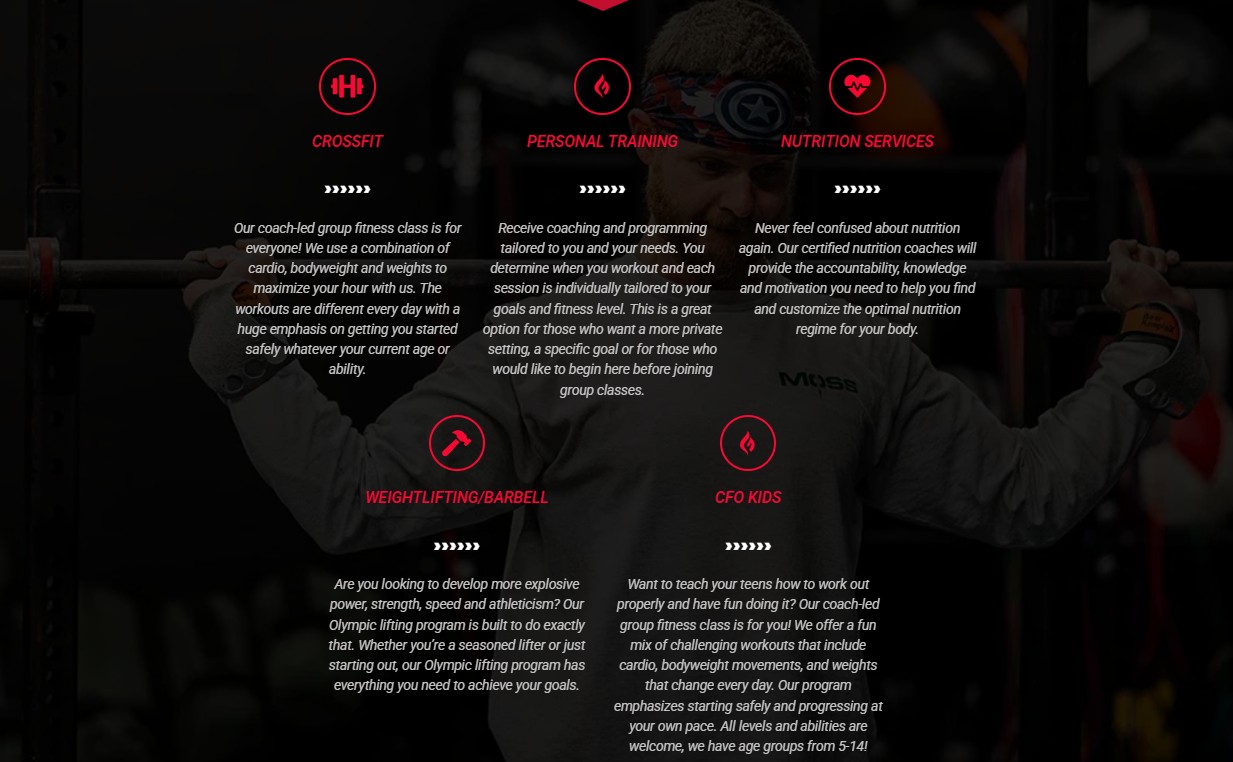 CROSSFIT
Our coach-led group fitness class is for
everyone! We use a combination of
cardio, bodyweight and weights to
maximize your hour with us. The
workouts are different every day with a
huge emphasis on getting you started
safely whatever your current age or
ability.
PERSONAL TRAINING
Receive coaching and programming
tailored to you and your needs. You
determine when you workout and each
session is individually tailored to your
goals and fitness level. This is a great
option for those who want a more private
setting, a specific goal or for those who
would like to begin here before joining
group classes.
NUTRITION SERVICES
Never feel confused about nutrition
again. Our certified nutrition coaches will
provide the accountability, knowledge
and motivation you need to help you find
and customize the optimal nutrition
regime for your body.
MOSS
WEIGHTLIFTING/BARBELL
Are you looking to develop more explosive
power, strength, speed and athleticism? Our
Olympic lifting program is built to do exactly
that. Whether you're a seasoned lifter or just
starting out, our Olympic lifting program has
everything you need to achieve your goals.
CFO KIDS
Want to teach your teens how to work out
properly and have fun doing it? Our coach-led
group fitness class is for you! We offer a fun
mix of challenging workouts that include
cardio, bodyweight movements, and weights
that change every day. Our program
emphasizes starting safely and progressing at
your own pace. All levels and abilities are
welcome, we have age groups from 5-14!